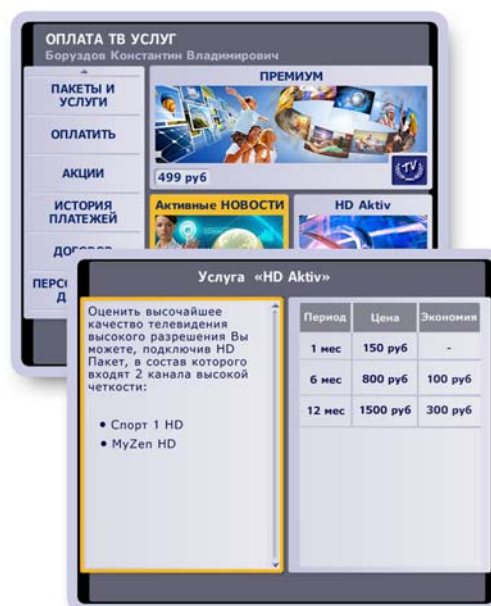 ОПЛАТА ТВ УСЛУГ
Боруздов Константин Владимирович
ПАКЕТЫ И
УСЛУГИ
ОПЛАТИТЬ
АКЦИИ
ИСТОРИЯ
ПЛАТЕЖЕЙ
ПРЕМИУМ
499 руб
TV
Активные НОВОСТИ
HD Aktiv
Услуга «HD Aktiv»
Оценить высочайшее
качество телевидения
высокого разрешения Вы
можете, подключив HD
Пакет, в состав которого
входят 2 канала высокой
четкости:
• Спорт 1 HD
• MyZen HD
Период Цена Экономия
1 мес 150 руб -
6 мес 800 руб 100 руб
12 мес 1500 руб 300 руб